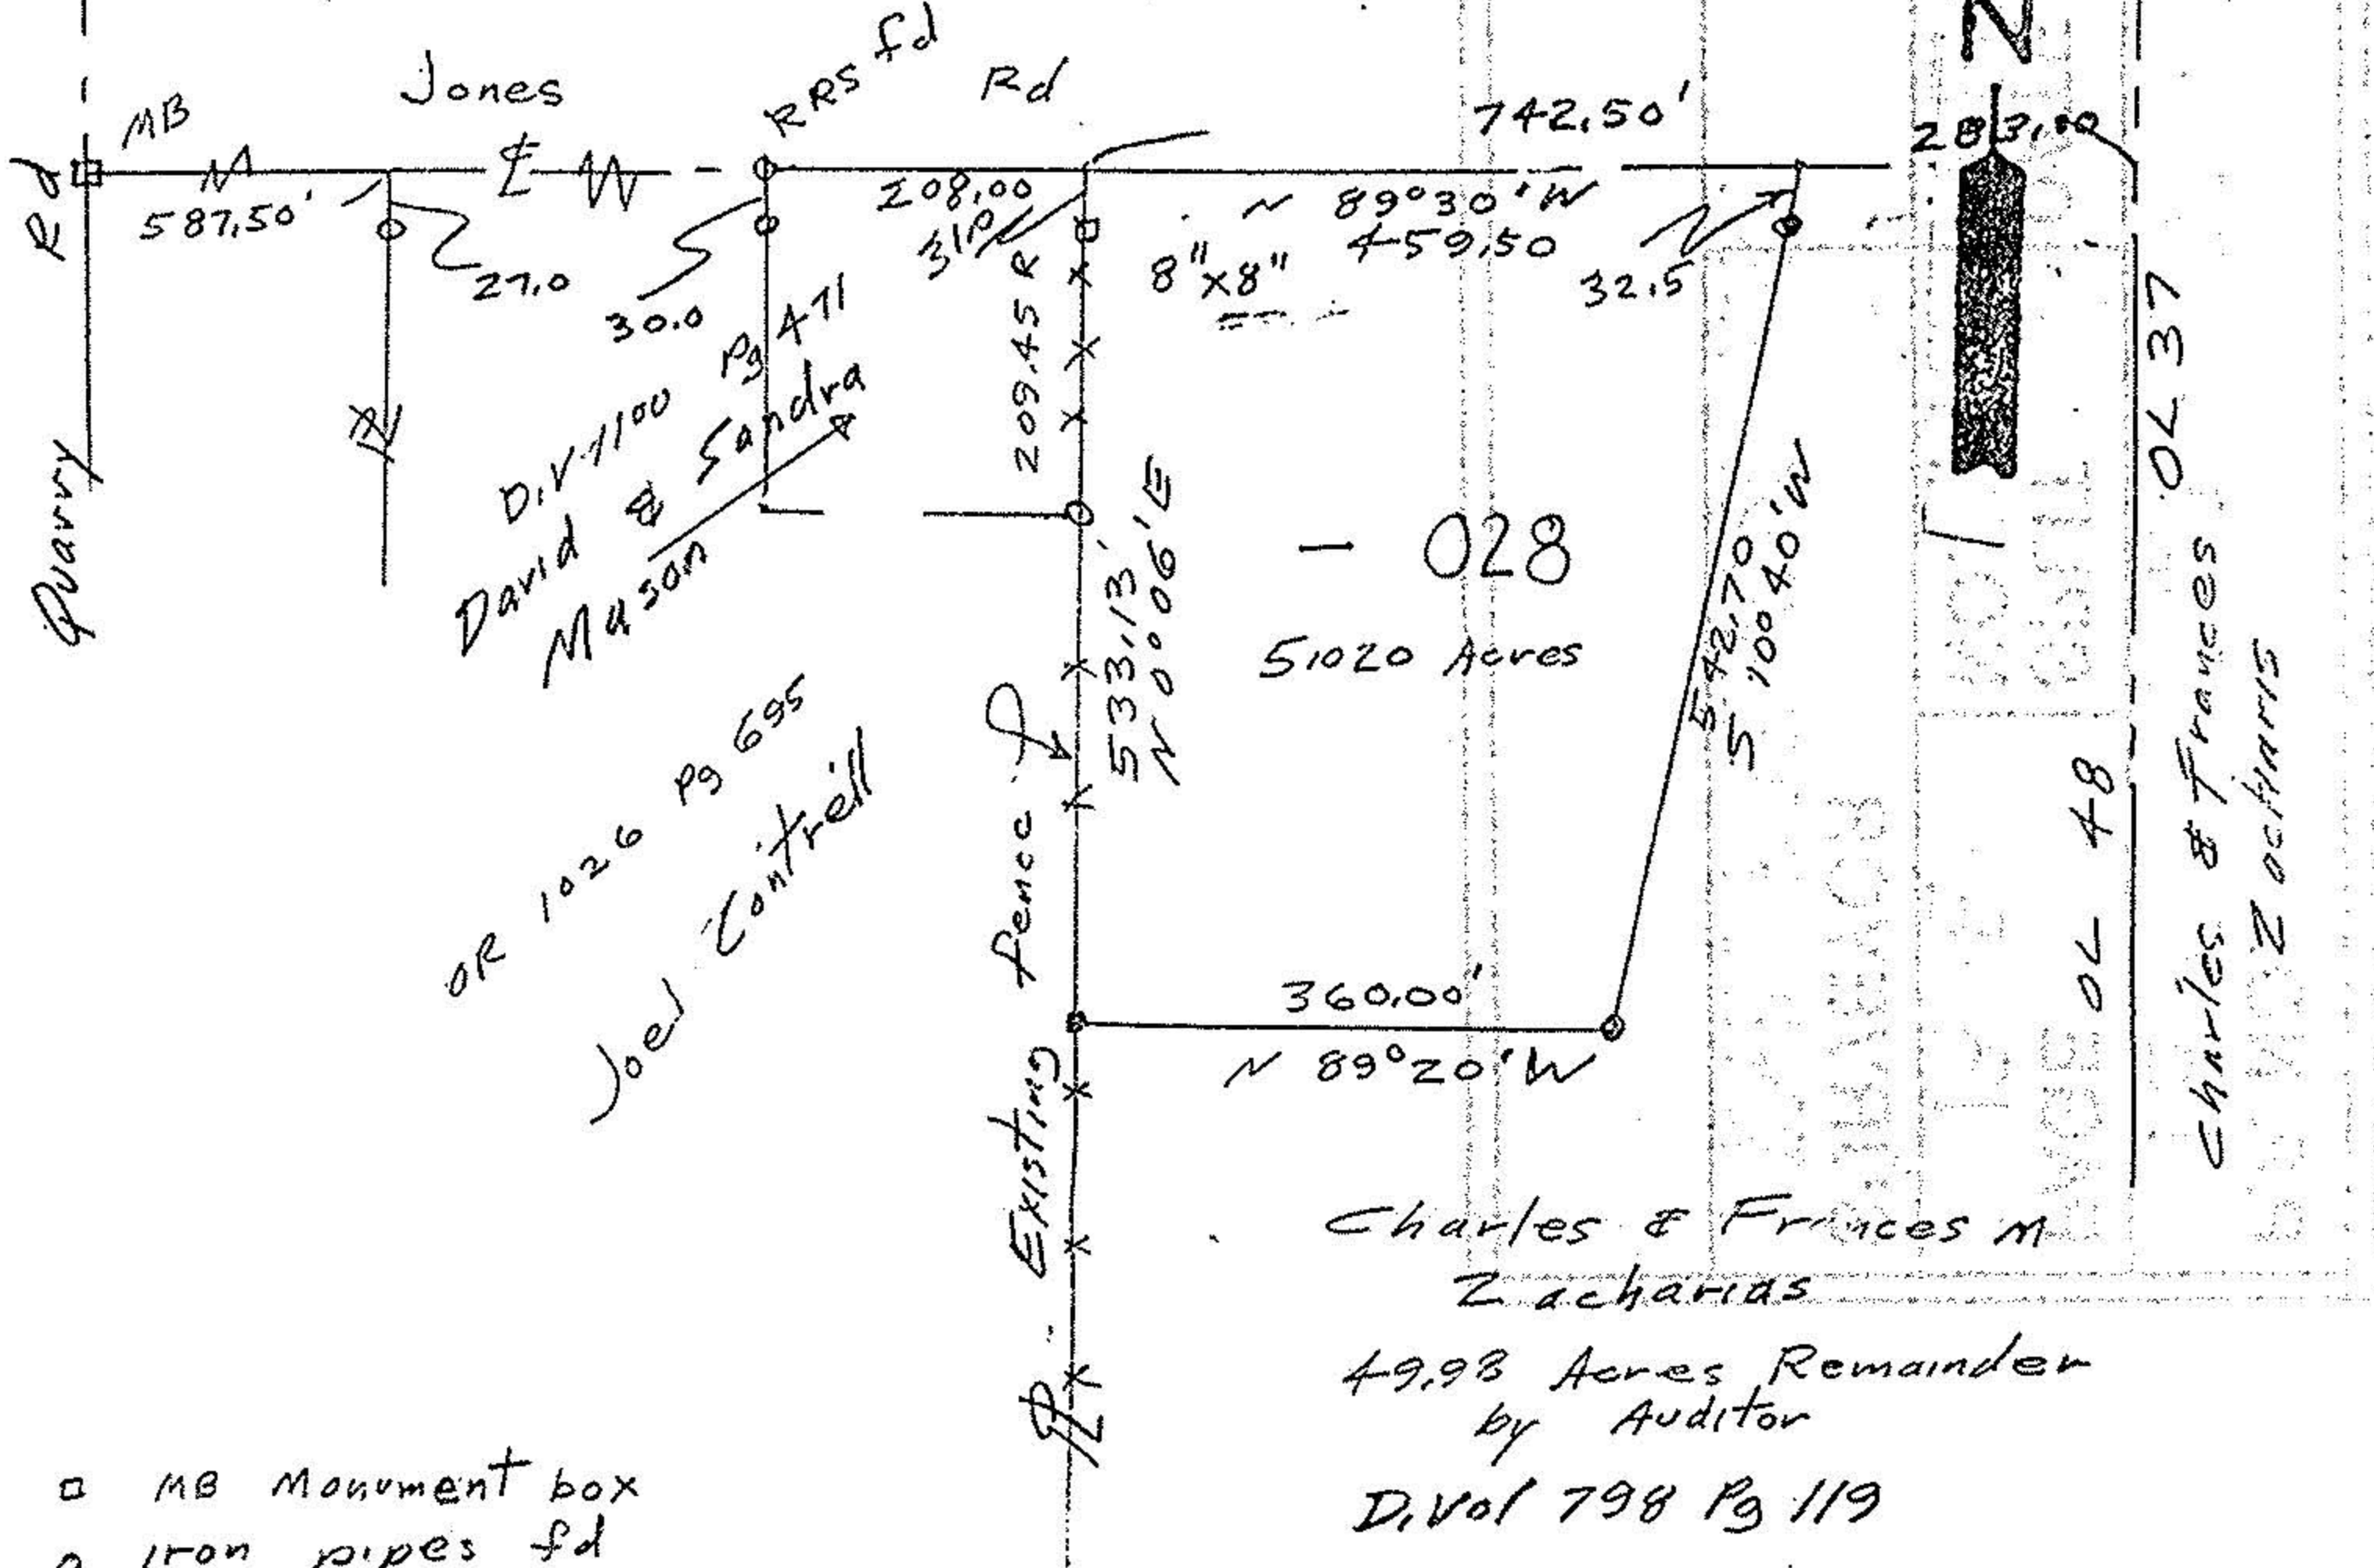 N
Jones
RRS fd
Rd
MB
742.50'
283.00
Rd
Quarry
587.50'
℄
208.00
N 89°30'W
459.50
27.0
30.0
31.0
8"x8"
32.5
209.45 R
D.V 1100 Pg 471
David & Sandra
Mason
- 028
5.020 Acres
533.13'
N 0°06'E
542.70
S 10°40'W
OL 37
OL 48
Charles & Frances
Zacharis
OR 1026 Pg 695
Joel Contrell
Existing fence
360.00'
N 89°20'W
Charles & Frances M
Zacharias
49.93 Acres Remainder
by Auditor
D.Vol 798 Pg 119
MB Monument box
Iron pipes fd